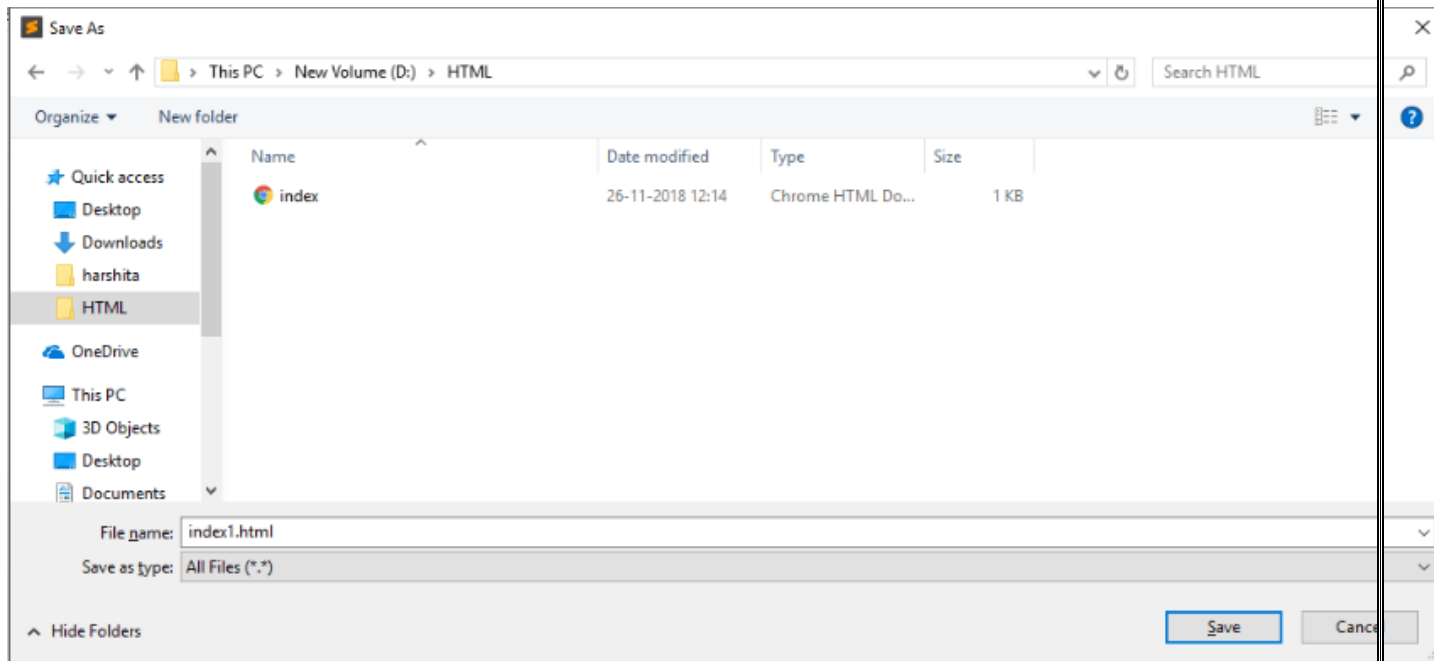 Save As
This PC > New Volume (D:) > HTML
Search HTML
Organize
New folder
Name
Date modified
Type
Size
index
26-11-2018 12:14
Chrome HTML Do...
1 KB
Quick access
Desktop
Downloads
harshita
HTML
OneDrive
This PC
3D Objects
Desktop
Documents
File name: index1.html
Save as type: All Files (*.*)
Hide Folders
Save
Cance